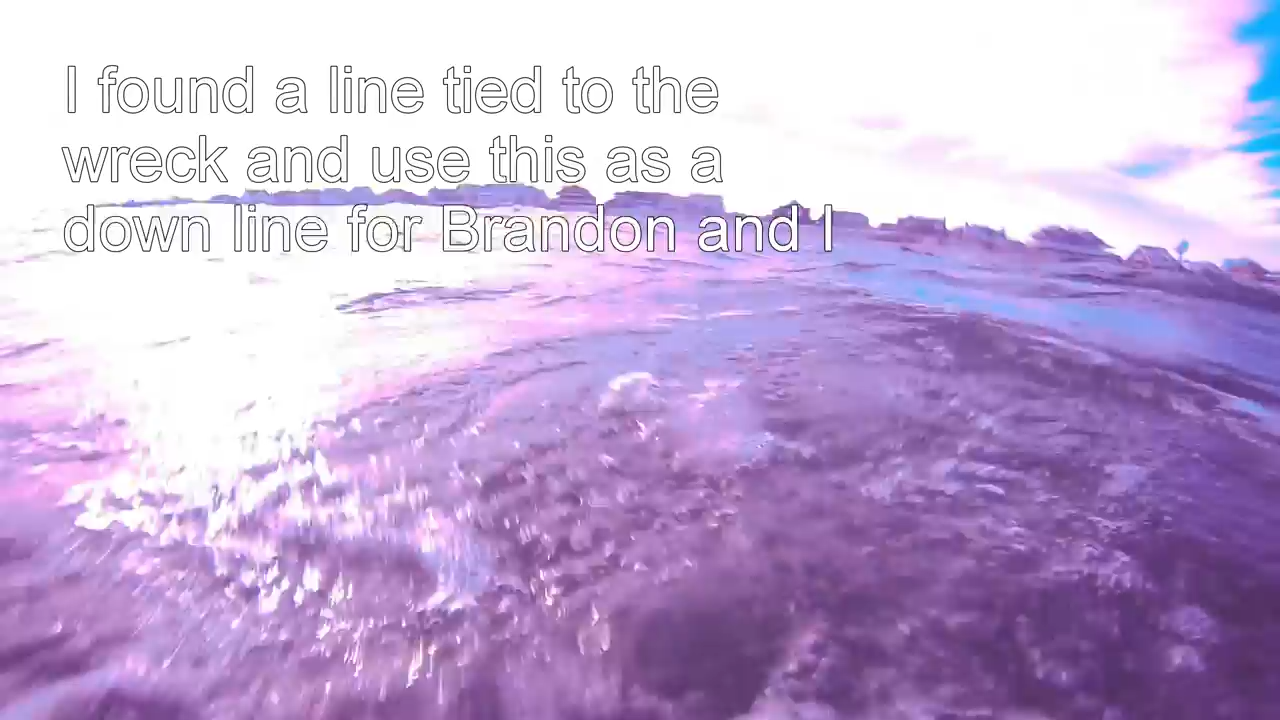 I found a line tied to the
wreck and use this as a
down line for Brandon and I